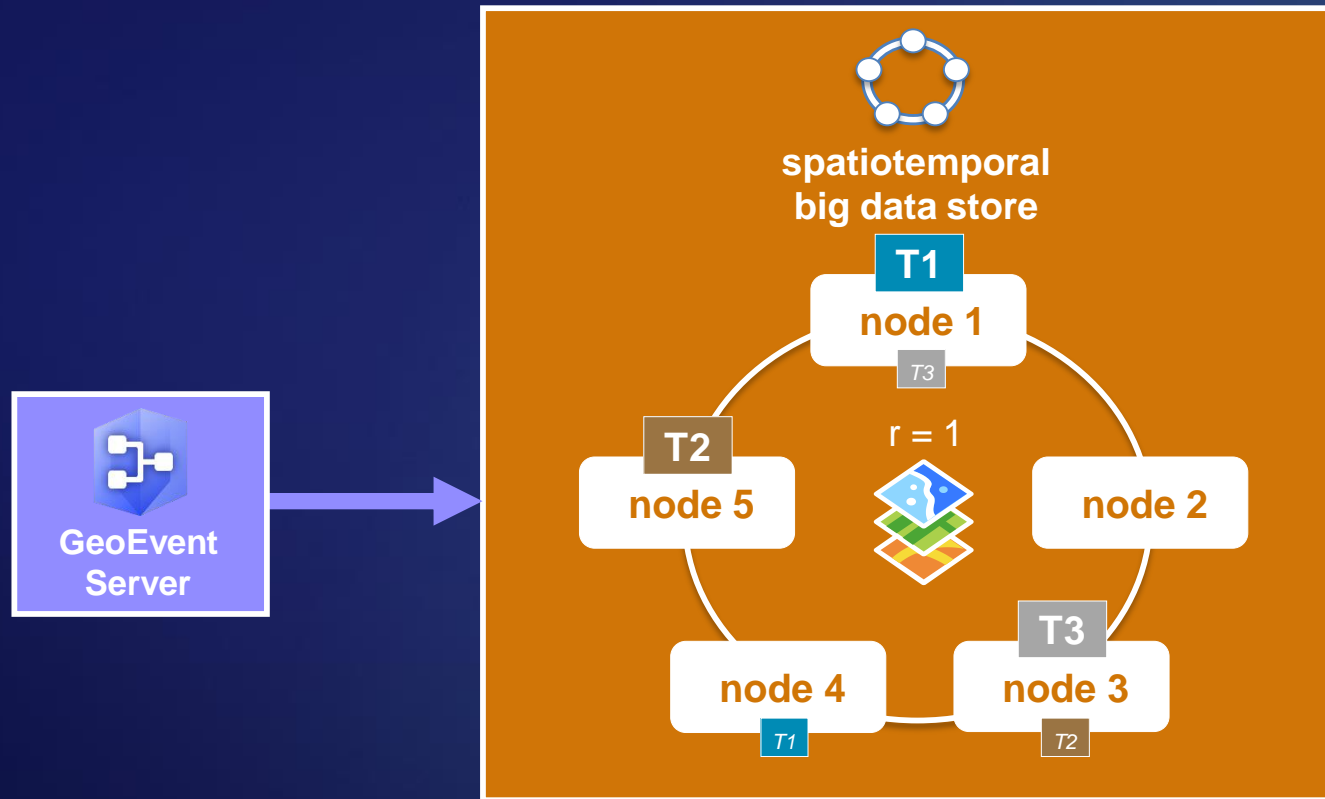 spatiotemporal
big data store
T1
node 1
T3
r = 1
T2
node 5
node 2
GeoEvent
Server
T3
node 4
node 3
T1
T2